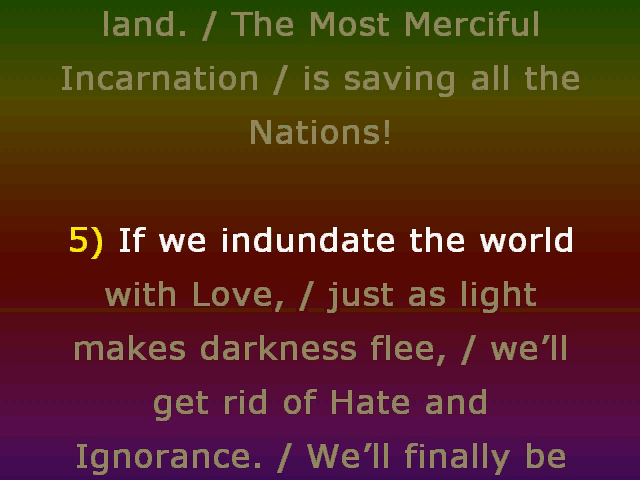 land. / The Most Merciful
Incarnation / is saving all the
Nations!
5) If we indundate the world
with Love, / just as light
makes darkness flee, / we’ll
get rid of Hate and
Ignorance. / We’ll finally be